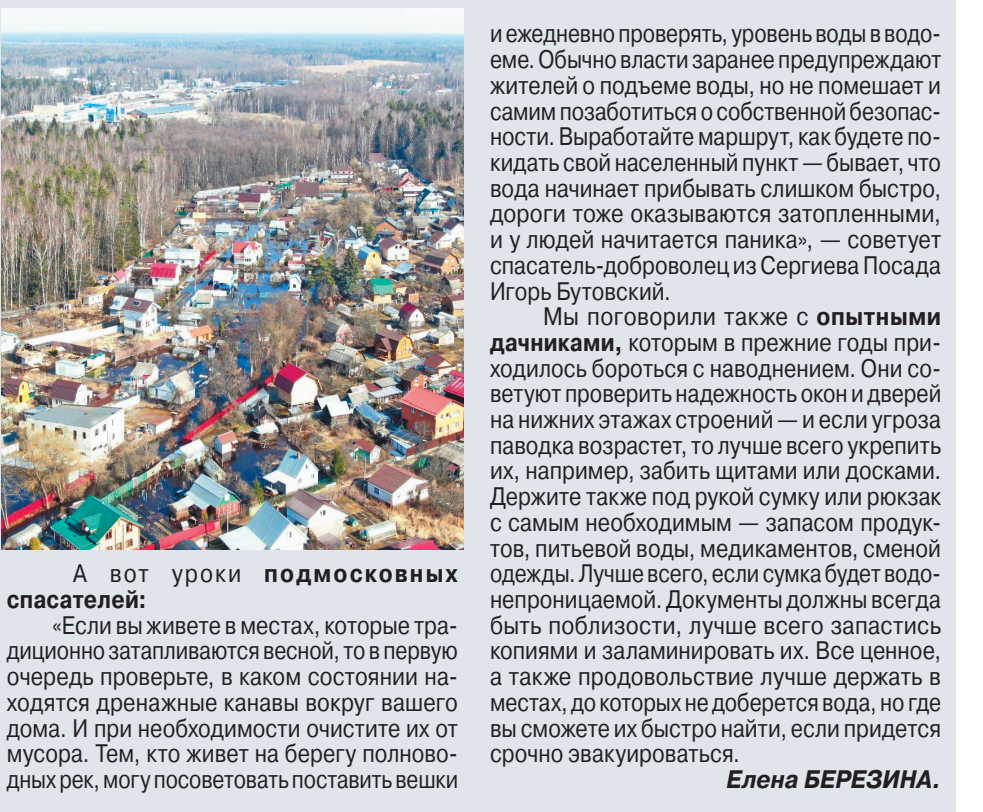 А вот уроки подмосковных
спасателей:
«Если вы живете в местах, которые тра-
диционно затапливаются весной, то в первую
очередь проверьте, в каком состоянии на-
ходятся дренажные канавы вокруг вашего
дома. И при необходимости очистите их от
мусора. Тем, кто живет на берегу полново-
дных рек, могу посоветовать поставить вешки
и ежедневно проверять, уровень воды в водо-
еме. Обычно власти заранее предупреждают
жителей о подъеме воды, но не помешает и
самим позаботиться о собственной безопас-
ности. Выработайте маршрут, как будете по-
кидать свой населенный пункт — бывает, что
вода начинает прибывать слишком быстро,
дороги тоже оказываются затопленными,
и у людей начитается паника», — советует
спасатель-доброволец из Сергиева Посада
Игорь Бутовский.
Мы поговорили также с опытными
дачниками, которым в прежние годы при-
ходилось бороться с наводнением. Они со-
ветуют проверить надежность окон и дверей
на нижних этажах строений — и если угроза
паводка возрастет, то лучше всего укрепить
их, например, забить щитами или досками.
Держите также под рукой сумку или рюкзак
с самым необходимым — запасом продук-
тов, питьевой воды, медикаментов, сменой
одежды. Лучше всего, если сумка будет водо-
непроницаемой. Документы должны всегда
быть поблизости, лучше всего запастись
копиями и заламинировать их. Все ценное,
а также продовольствие лучше держать в
местах, до которых не доберется вода, но где
вы сможете их быстро найти, если придется
срочно эвакуироваться.
Елена БЕРЕЗИНА.